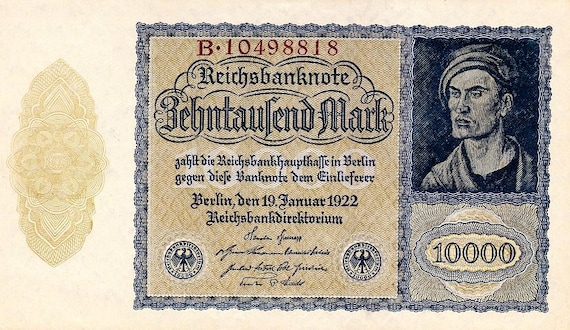 B·10498818
Reichsbanknote
Zehntausend Mark
zahlt die Reichsbankhauptkasse in Berlin
gegen diese Banknote dem Einlieferer
Berlin, den 19. Januar 1922
Reichsbankdirektorium
10000